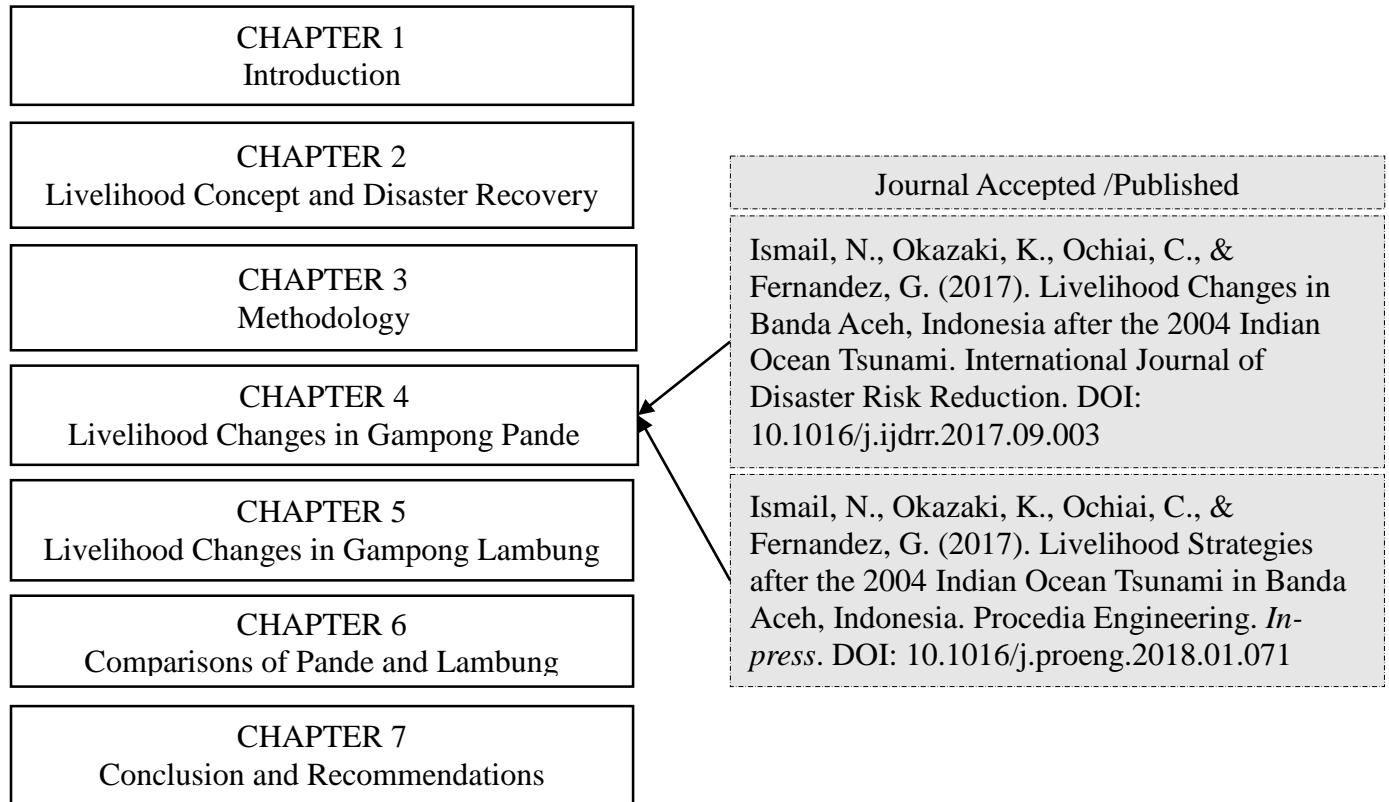 CHAPTER 1
Introduction
CHAPTER 2
Livelihood Concept and Disaster Recovery
CHAPTER 3
Methodology
CHAPTER 4
Livelihood Changes in Gampong Pande
CHAPTER 5
Livelihood Changes in Gampong Lambung
CHAPTER 6
Comparisons of Pande and Lambung
CHAPTER 7
Conclusion and Recommendations
Journal Accepted /Published
Ismail, N., Okazaki, K., Ochiai, C., &
Fernandez, G. (2017). Livelihood Changes in
Banda Aceh, Indonesia after the 2004 Indian
Ocean Tsunami. International Journal of
Disaster Risk Reduction. DOI:
10.1016/j.ijdrr.2017.09.003
Ismail, N., Okazaki, K., Ochiai, C., &
Fernandez, G. (2017). Livelihood Strategies
after the 2004 Indian Ocean Tsunami in Banda
Aceh, Indonesia. Procedia Engineering. In-
press. DOI: 10.1016/j.proeng.2018.01.071